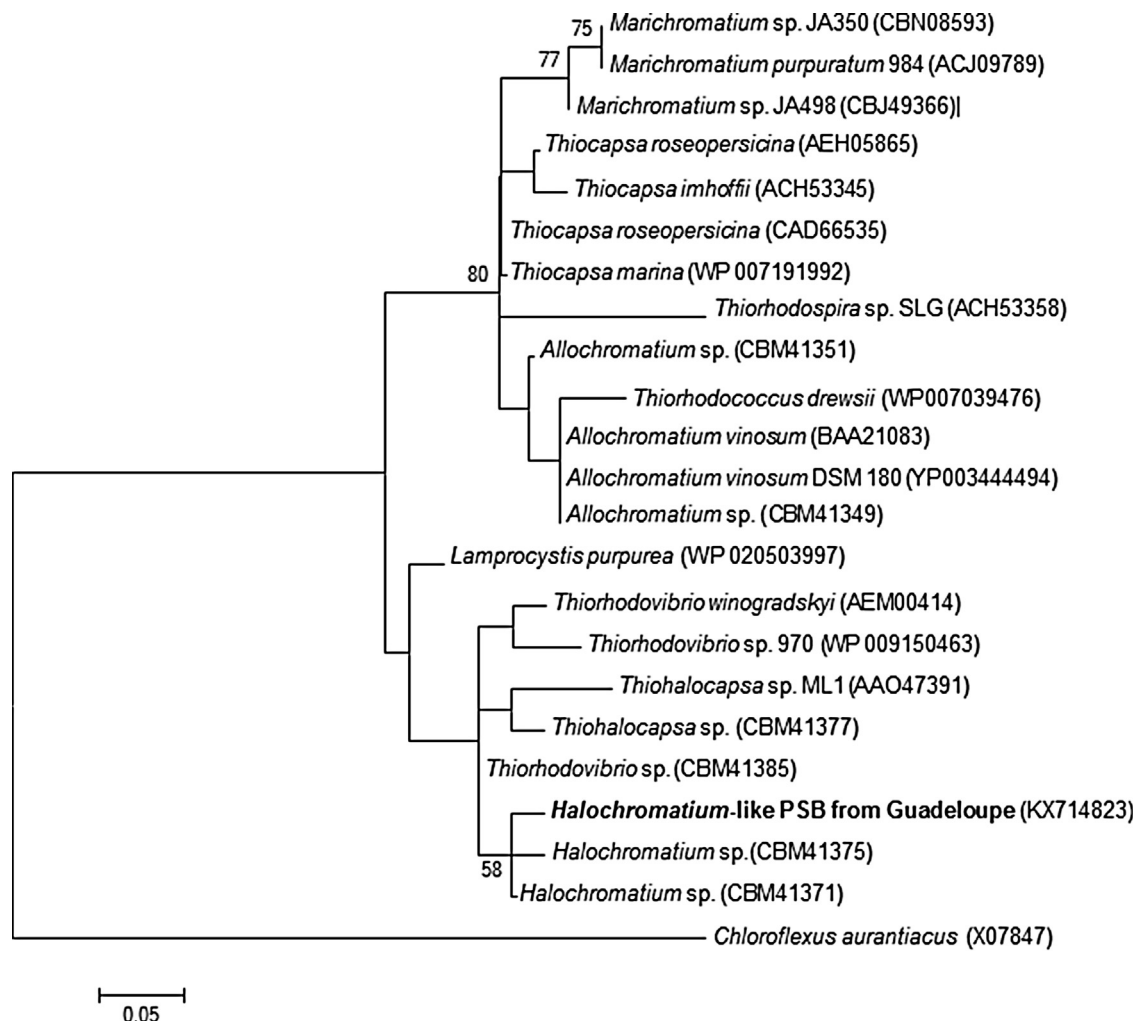 75
Marichromatium sp. JA350 (CBN08593)
77
Marichromatium purpuratum 984 (ACJ09789)
Marichromatium sp. JA498 (CBJ49366)|
Thiocapsa roseopersicina (AEH05865)
Thiocapsa imhoffii (ACH53345)
Thiocapsa roseopersicina (CAD66535)
80
Thiocapsa marina (WP 007191992)
Thiorhodospira sp. SLG (ACH53358)
Allochromatium sp. (CBM41351)
Thiorhodococcus drewsii (WP007039476)
Allochromatium vinosum (BAA21083)
Allochromatium vinosum DSM 180 (YP003444494)
Allochromatium sp. (CBM41349)
Lamprocystis purpurea (WP 020503997)
Thiorhodovibrio winogradskyi (AEM00414)
Thiorhodovibrio sp. 970 (WP 009150463)
Thiohalocapsa sp. ML1 (AAO47391)
Thiohalocapsa sp. (CBM41377)
Thiorhodovibrio sp. (CBM41385)
Halochromatium-like PSB from Guadeloupe (KX714823)
Halochromatium sp.(CBM41375)
58
Halochromatium sp. (CBM41371)
Chloroflexus aurantiacus (X07847)
0.05